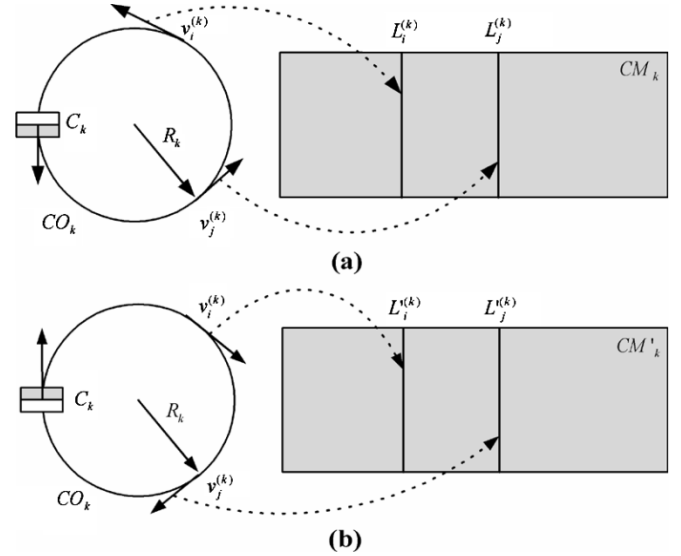 v_i^(k)
L_i^(k) L_j^(k)
CM_k
C_k
R_k
CO_k
v_j^(k)
(a)
v_i^(k)
L'_i^(k) L'_j^(k)
CM'_k
C_k
R_k
v_j^(k)
CO_k
(b)